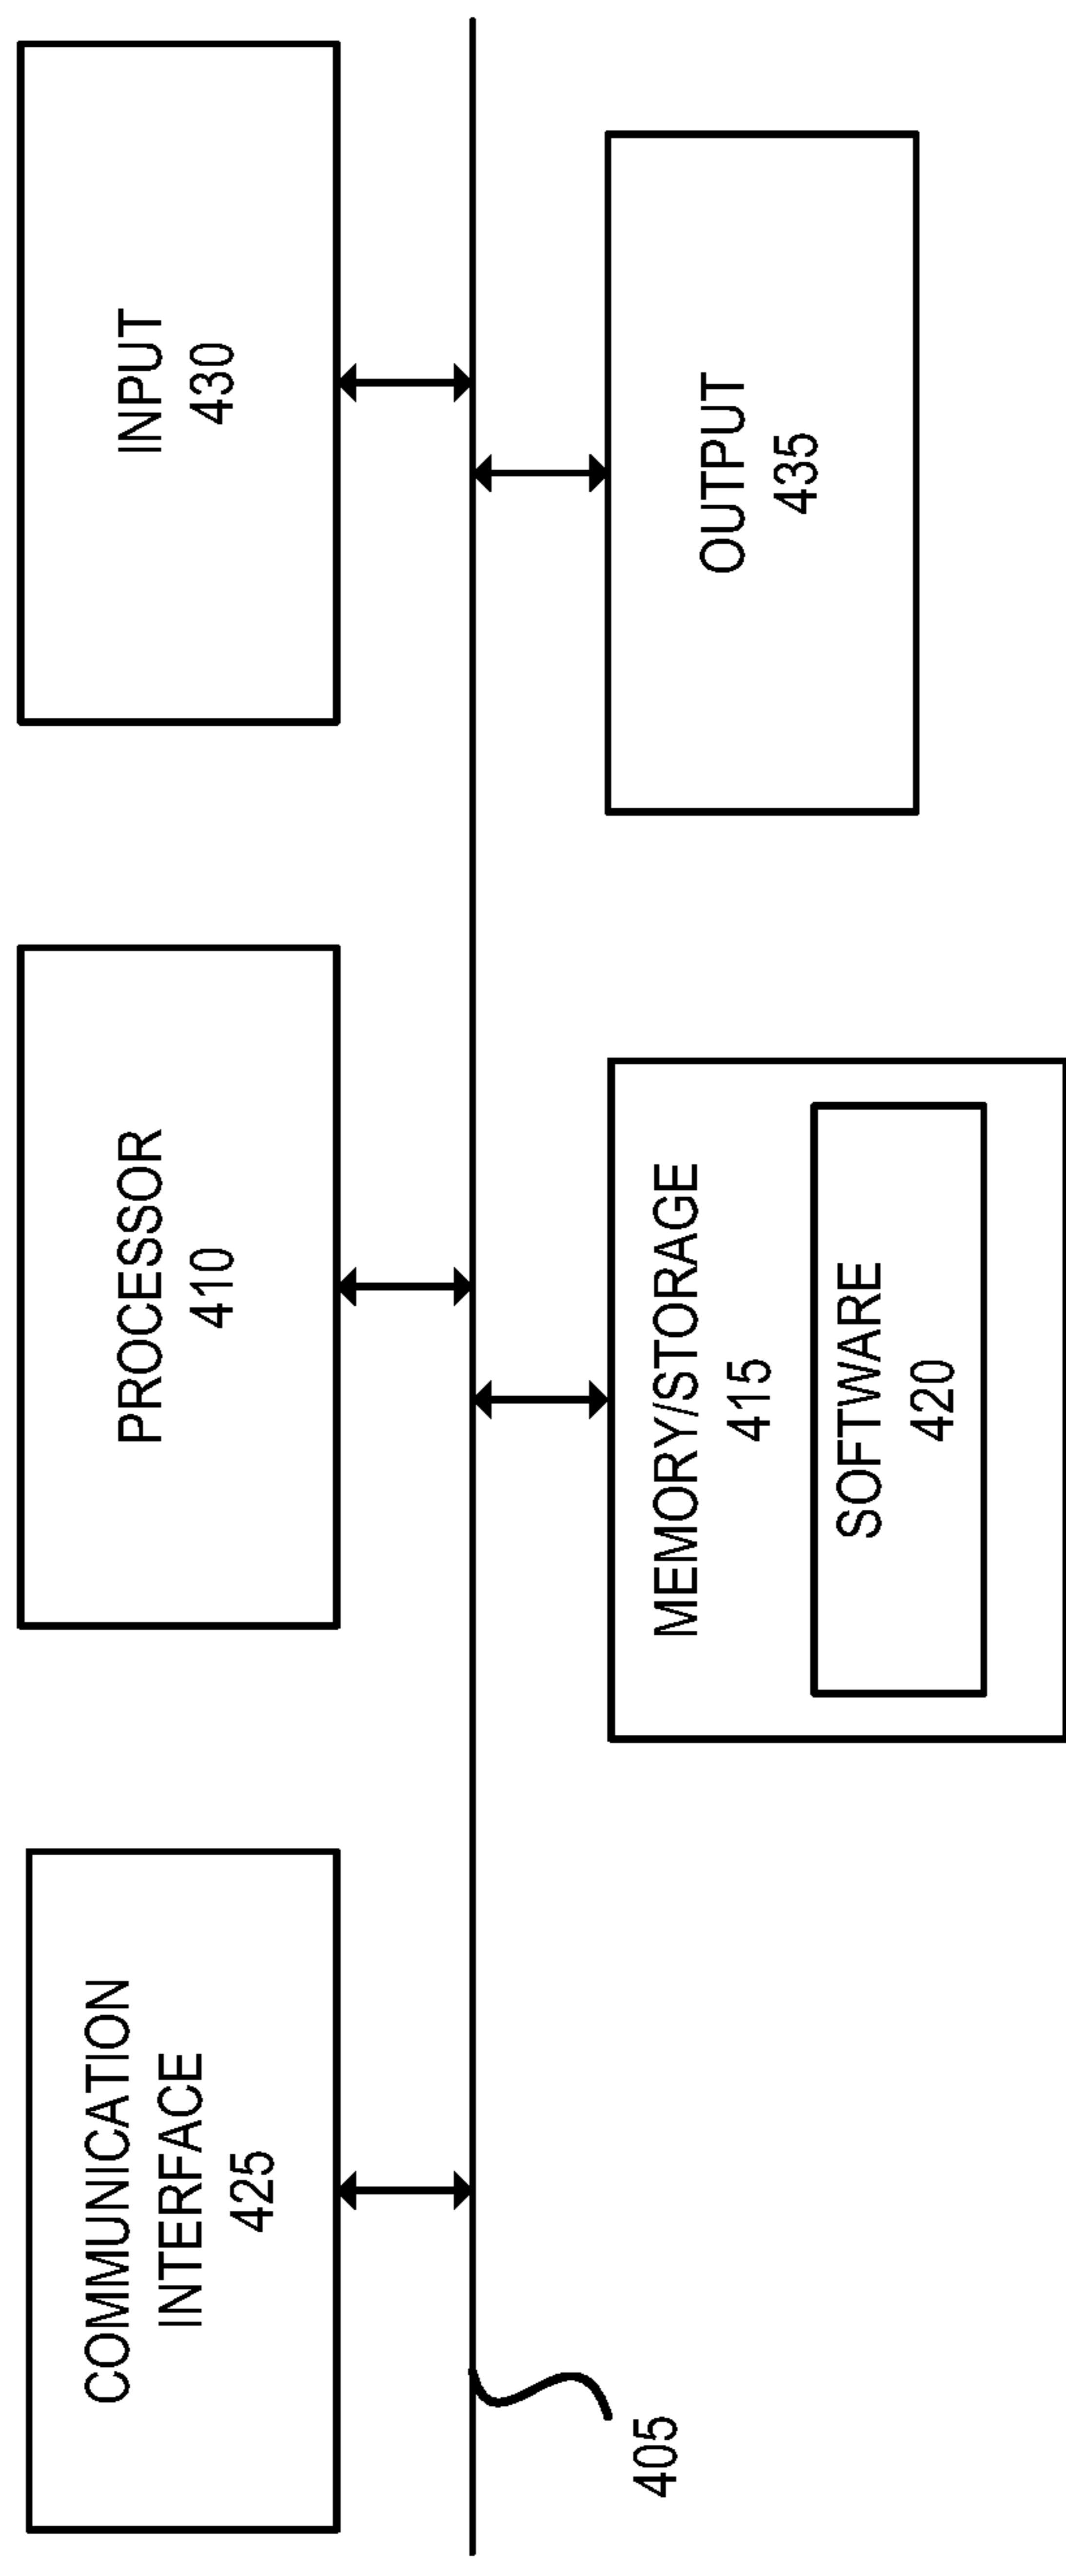 COMMUNICATION
INTERFACE
425
PROCESSOR
410
INPUT
430
405
MEMORY/STORAGE
415
SOFTWARE
420
OUTPUT
435